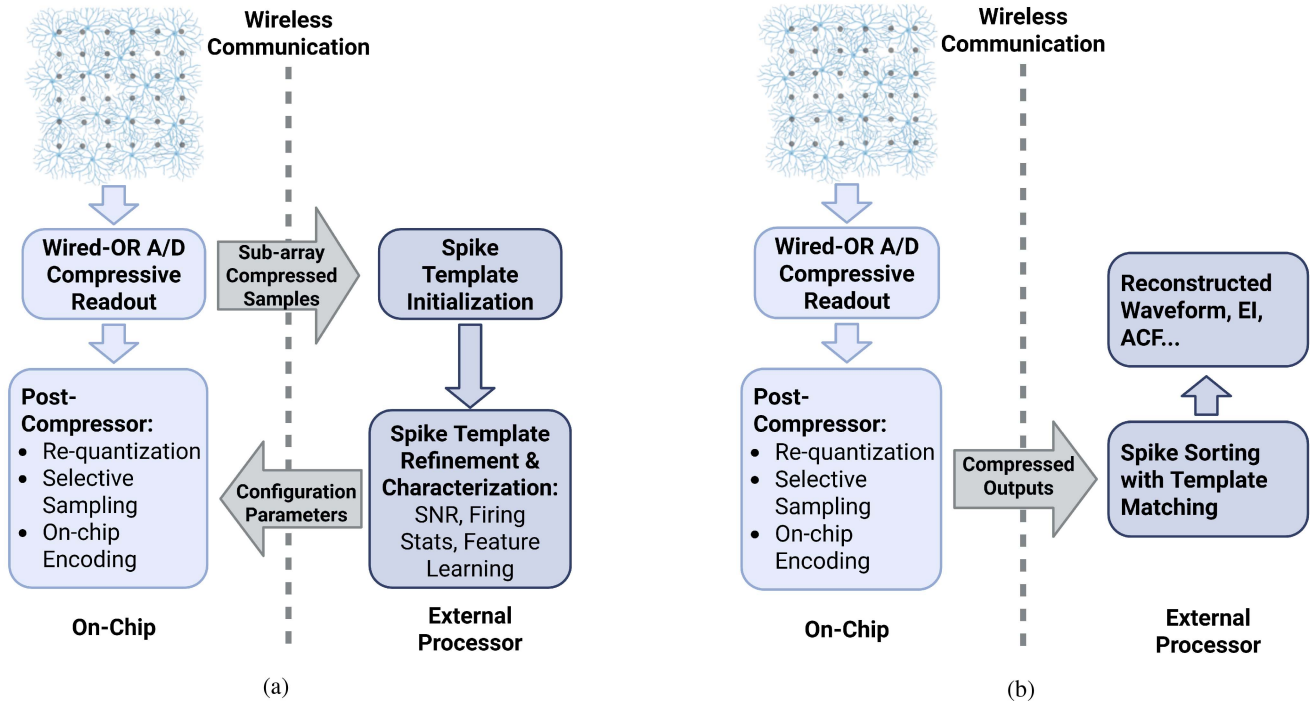 Wireless
Communication
Wired-OR A/D
Compressive
Readout
Sub-array
Compressed
Samples
Spike
Template
Initialization
Post-
Compressor:
• Re-quantization
• Selective
Sampling
• On-chip
Encoding
Configuration
Parameters
Spike Template
Refinement &
Characterization:
SNR, Firing
Stats, Feature
Learning
On-Chip
External
Processor
(a)
Wireless
Communication
Wired-OR A/D
Compressive
Readout
Post-
Compressor:
• Re-quantization
• Selective
Sampling
• On-chip
Encoding
Compressed
Outputs
Reconstructed
Waveform, EI,
ACF...
Spike Sorting
with Template
Matching
On-Chip
External
Processor
(b)